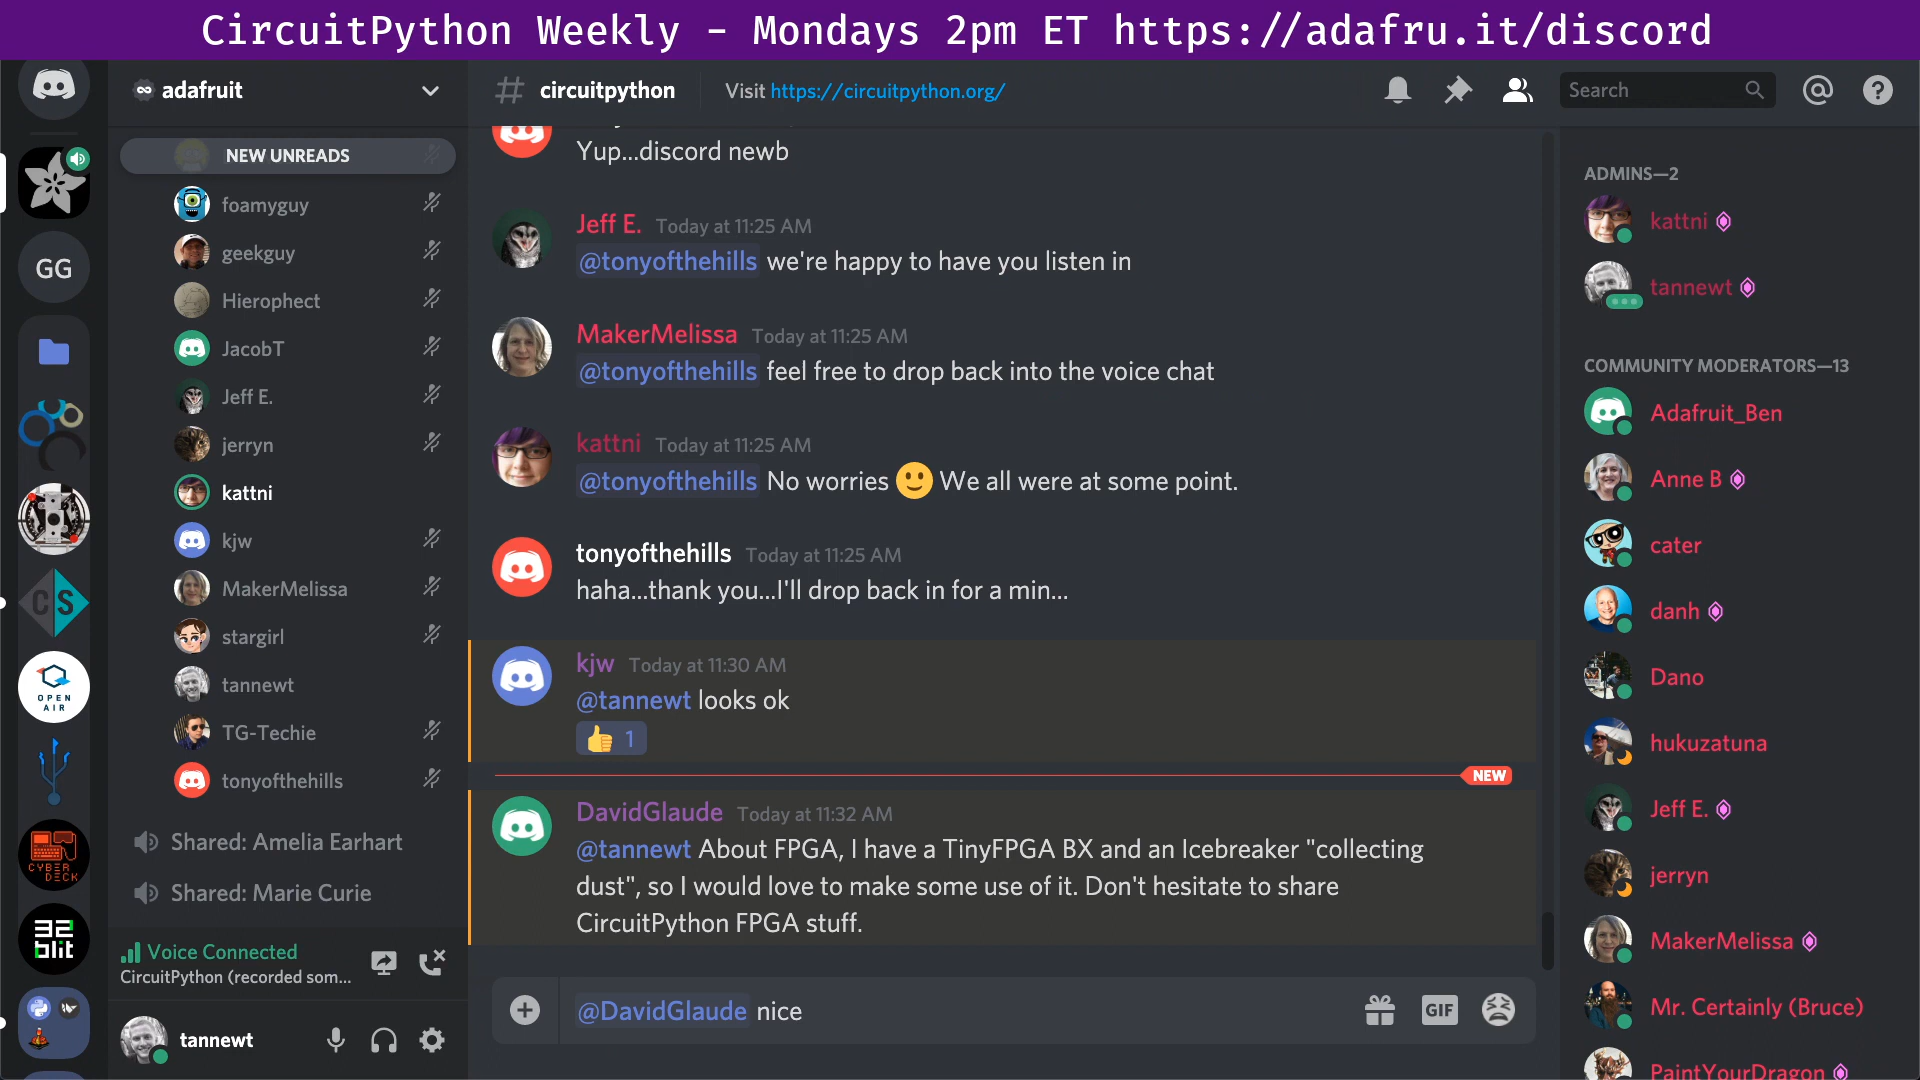 CircuitPython Weekly - Mondays 2pm ET https://adafru.it/discord
adafruit
NEW UNREADS
foamyguy
geekguy
Hierophect
JacobT
Jeff E.
jerryn
kattni
kjw
MakerMelissa
stargirl
tannewt
TG-Techie
tonyofthehills
Shared: Amelia Earhart
Shared: Marie Curie
Voice Connected
CircuitPython (recorded som...
tannewt
GG
CS
OPEN
AIR
CYBER
DECK
32
blit
circuitpython
Visit https://circuitpython.org/
Search
Yup...discord newb
Jeff E. Today at 11:25 AM
@tonyofthehills we're happy to have you listen in
MakerMelissa Today at 11:25 AM
@tonyofthehills feel free to drop back into the voice chat
kattni Today at 11:25 AM
@tonyofthehills No worries 🙂 We all were at some point.
tonyofthehills Today at 11:25 AM
haha...thank you...I'll drop back in for a min...
kjw Today at 11:30 AM
@tannewt looks ok
👍 1
NEW
DavidGlaude Today at 11:32 AM
@tannewt About FPGA, I have a TinyFPGA BX and an Icebreaker "collecting
dust", so I would love to make some use of it. Don't hesitate to share
CircuitPython FPGA stuff.
@DavidGlaude nice
GIF
ADMINS—2
kattni
tannewt
COMMUNITY MODERATORS—13
Adafruit_Ben
Anne B
cater
danh
Dano
hukuzatuna
Jeff E.
jerryn
MakerMelissa
Mr. Certainly (Bruce)
PaintYourDragon